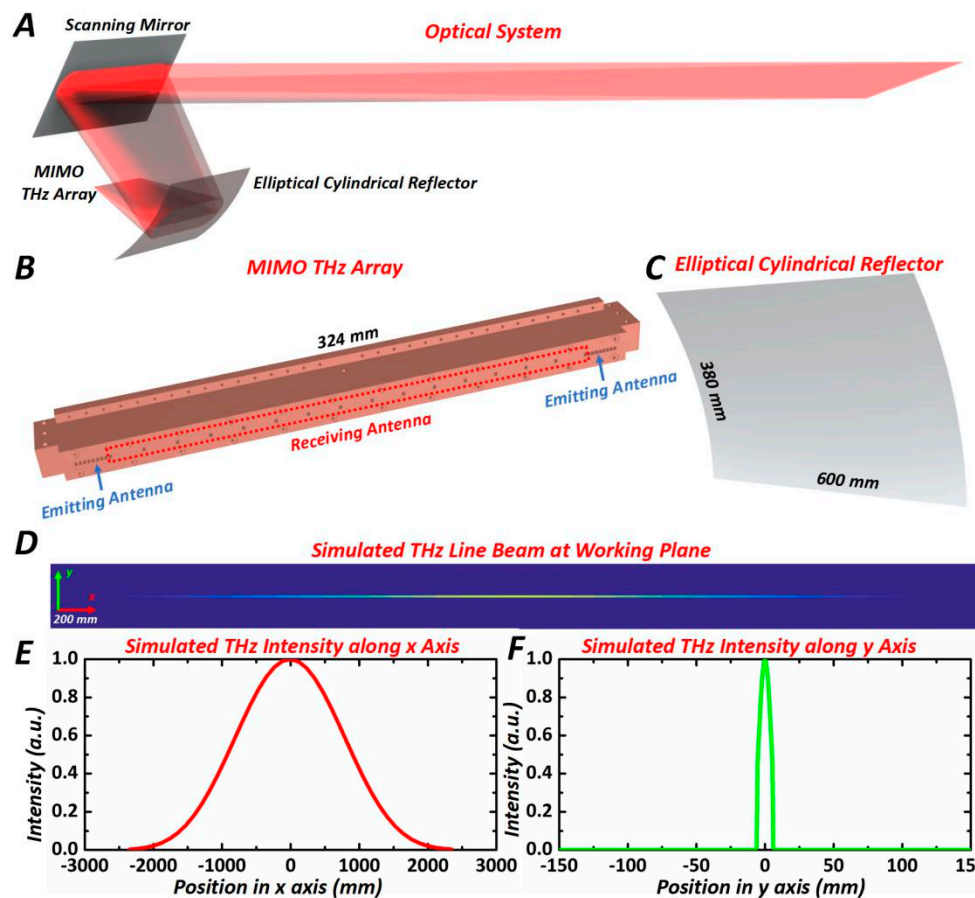 A
Scanning Mirror
Optical System
MIMO
THz Array
Elliptical Cylindrical Reflector
B
MIMO THz Array
324 mm
Emitting Antenna
Receiving Antenna
Emitting Antenna
C
Elliptical Cylindrical Reflector
380 mm
600 mm
D
Simulated THz Line Beam at Working Plane
y
x
200 mm
E
Simulated THz Intensity along x Axis
Intensity (a.u.)
1.0
0.8
0.6
0.4
0.2
0.0
-3000 -2000 -1000 0 1000 2000 3000
Position in x axis (mm)
F
Simulated THz Intensity along y Axis
Intensity (a.u.)
1.0
0.8
0.6
0.4
0.2
0.0
-150 -100 -50 0 50 100 15
Position in y axis (mm)